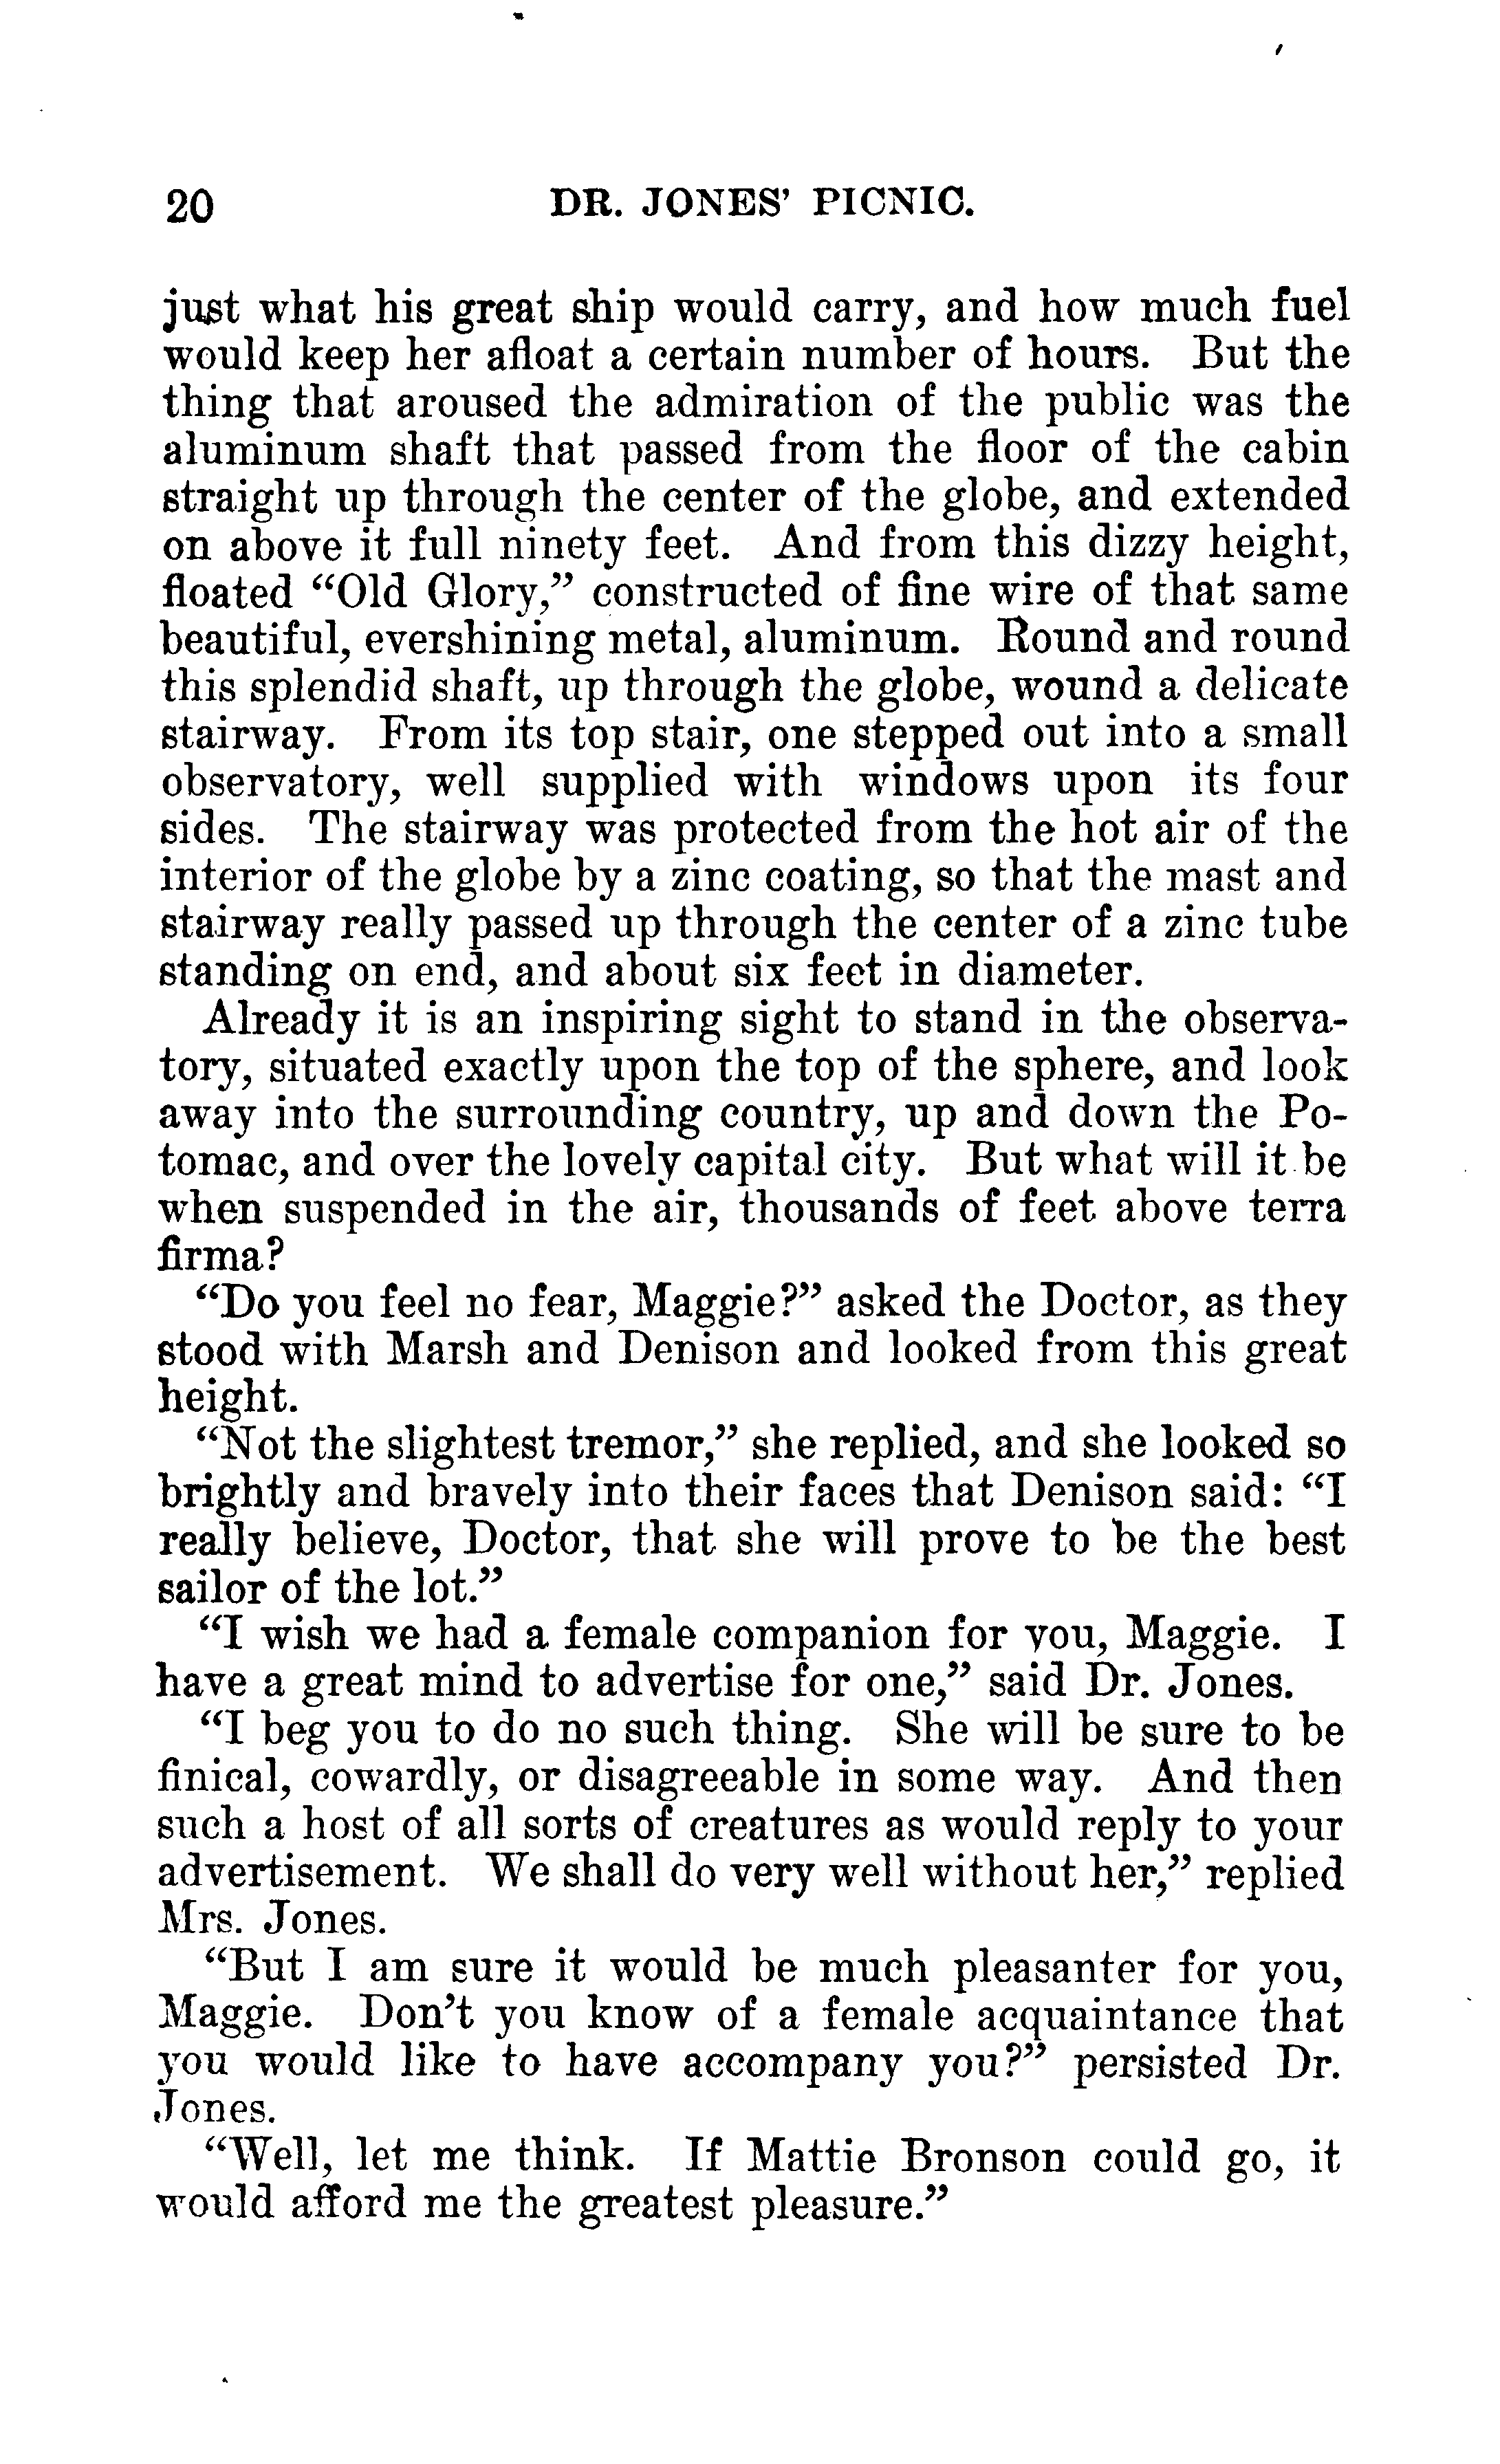 20 DR. JONES' PICNIC.
just what his great ship would carry, and how much fuel
would keep her afloat a certain number of hours. But the
thing that aroused the admiration of the public was the
aluminum shaft that passed from the floor of the cabin
straight up through the center of the globe, and extended
on above it full ninety feet. And from this dizzy height,
floated “Old Glory,” constructed of fine wire of that same
beautiful, evershining metal, aluminum. Round and round
this splendid shaft, up through the globe, wound a delicate
stairway. From its top stair, one stepped out into a small
observatory, well supplied with windows upon its four
sides. The stairway was protected from the hot air of the
interior of the globe by a zinc coating, so that the mast and
stairway really passed up through the center of a zinc tube
standing on end, and about six feet in diameter.
Already it is an inspiring sight to stand in the observa-
tory, situated exactly upon the top of the sphere, and look
away into the surrounding country, up and down the Po-
tomac, and over the lovely capital city. But what will it be
when suspended in the air, thousands of feet above terra
firma?
“Do you feel no fear, Maggie?” asked the Doctor, as they
stood with Marsh and Denison and looked from this great
height.
“Not the slightest tremor,” she replied, and she looked so
brightly and bravely into their faces that Denison said: “I
really believe, Doctor, that she will prove to be the best
sailor of the lot.”
“I wish we had a female companion for you, Maggie. I
have a great mind to advertise for one,” said Dr. Jones.
“I beg you to do no such thing. She will be sure to be
finical, cowardly, or disagreeable in some way. And then
such a host of all sorts of creatures as would reply to your
advertisement. We shall do very well without her,” replied
Mrs. Jones.
“But I am sure it would be much pleasanter for you,
Maggie. Don't you know of a female acquaintance that
you would like to have accompany you?” persisted Dr.
Jones.
“Well, let me think. If Mattie Bronson could go, it
would afford me the greatest pleasure.”